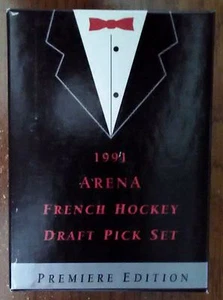 1991
ARENA
FRENCH HOCKEY
DRAFT PICK SET
PREMIERE EDITION